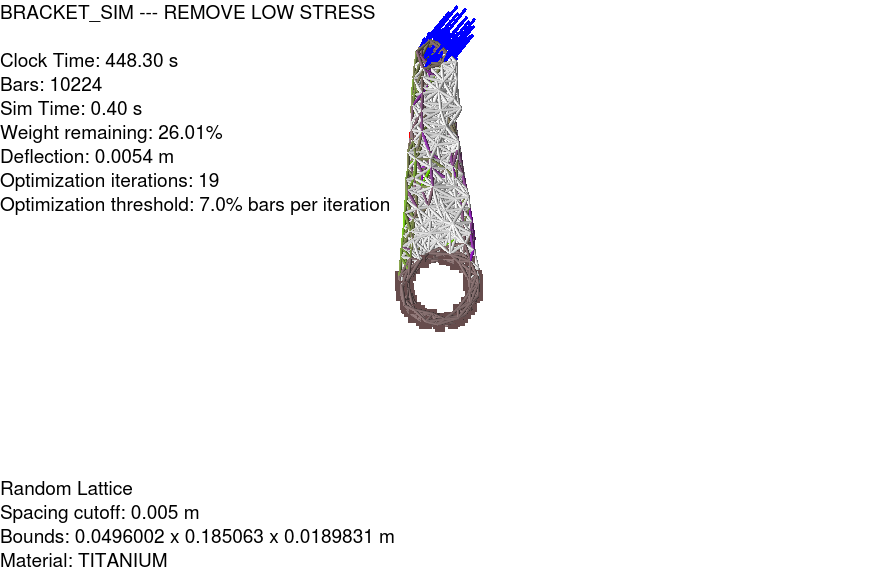 BRACKET_SIM --- REMOVE LOW STRESS
Clock Time: 448.30 s
Bars: 10224
Sim Time: 0.40 s
Weight remaining: 26.01%
Deflection: 0.0054 m
Optimization iterations: 19
Optimization threshold: 7.0% bars per iteration
Random Lattice
Spacing cutoff: 0.005 m
Bounds: 0.0496002 x 0.185063 x 0.0189831 m
Material: TITANIUM